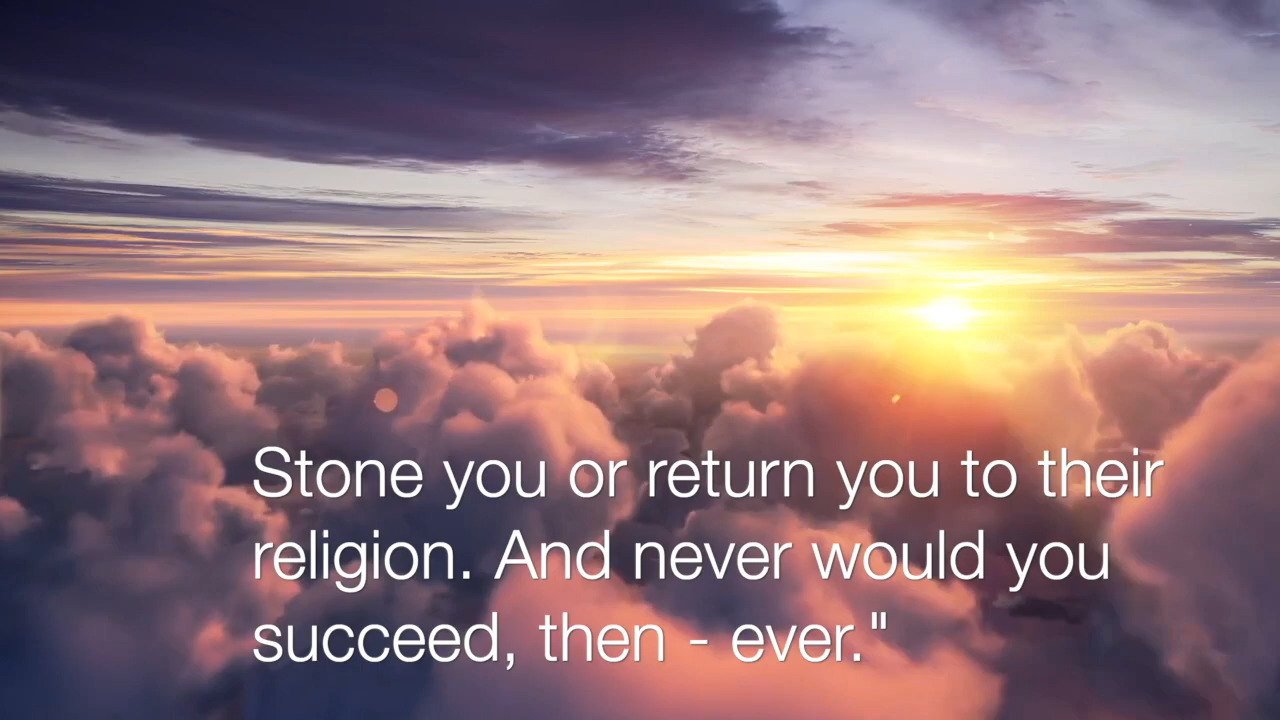 Stone you or return you to their
religion. And never would you
succeed, then - ever."